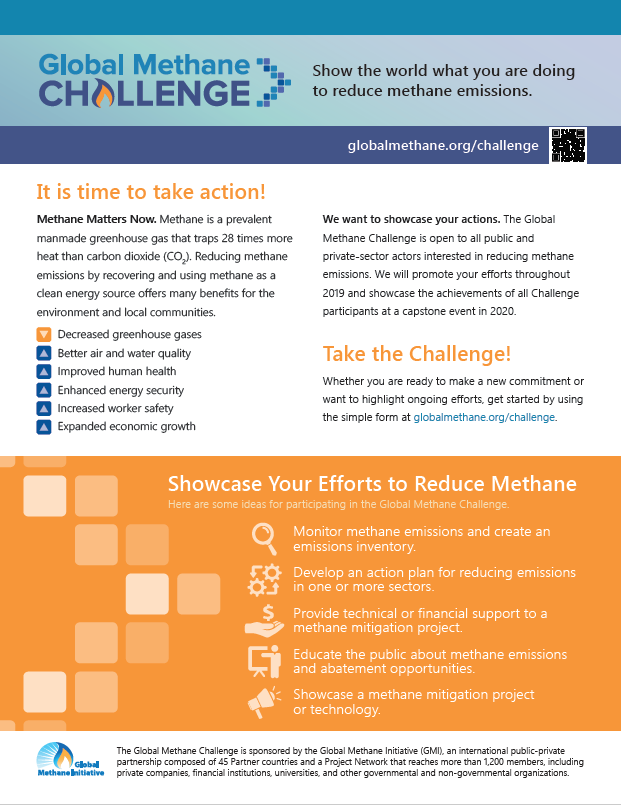 Global Methane
CHALLENGE
Show the world what you are doing
to reduce methane emissions.
globalmethane.org/challenge
It is time to take action!
Methane Matters Now. Methane is a prevalent
manmade greenhouse gas that traps 28 times more
heat than carbon dioxide (CO2). Reducing methane
emissions by recovering and using methane as a
clean energy source offers many benefits for the
environment and local communities.
Decreased greenhouse gases
Better air and water quality
Improved human health
Enhanced energy security
Increased worker safety
Expanded economic growth
We want to showcase your actions. The Global
Methane Challenge is open to all public and
private-sector actors interested in reducing methane
emissions. We will promote your efforts throughout
2019 and showcase the achievements of all Challenge
participants at a capstone event in 2020.
Take the Challenge!
Whether you are ready to make a new commitment or
want to highlight ongoing efforts, get started by using
the simple form at globalmethane.org/challenge.
Showcase Your Efforts to Reduce Methane
Here are some ideas for participating in the Global Methane Challenge.
Monitor methane emissions and create an
emissions inventory.
Develop an action plan for reducing emissions
in one or more sectors.
$
Provide technical or financial support to a
methane mitigation project.
Educate the public about methane emissions
and abatement opportunities.
Showcase a methane mitigation project
or technology.
Global
Methane Initiative
The Global Methane Challenge is sponsored by the Global Methane Initiative (GMI), an international public-private
partnership composed of 45 Partner countries and a Project Network that reaches more than 1,200 members, including
private companies, financial institutions, universities, and other governmental and non-governmental organizations.